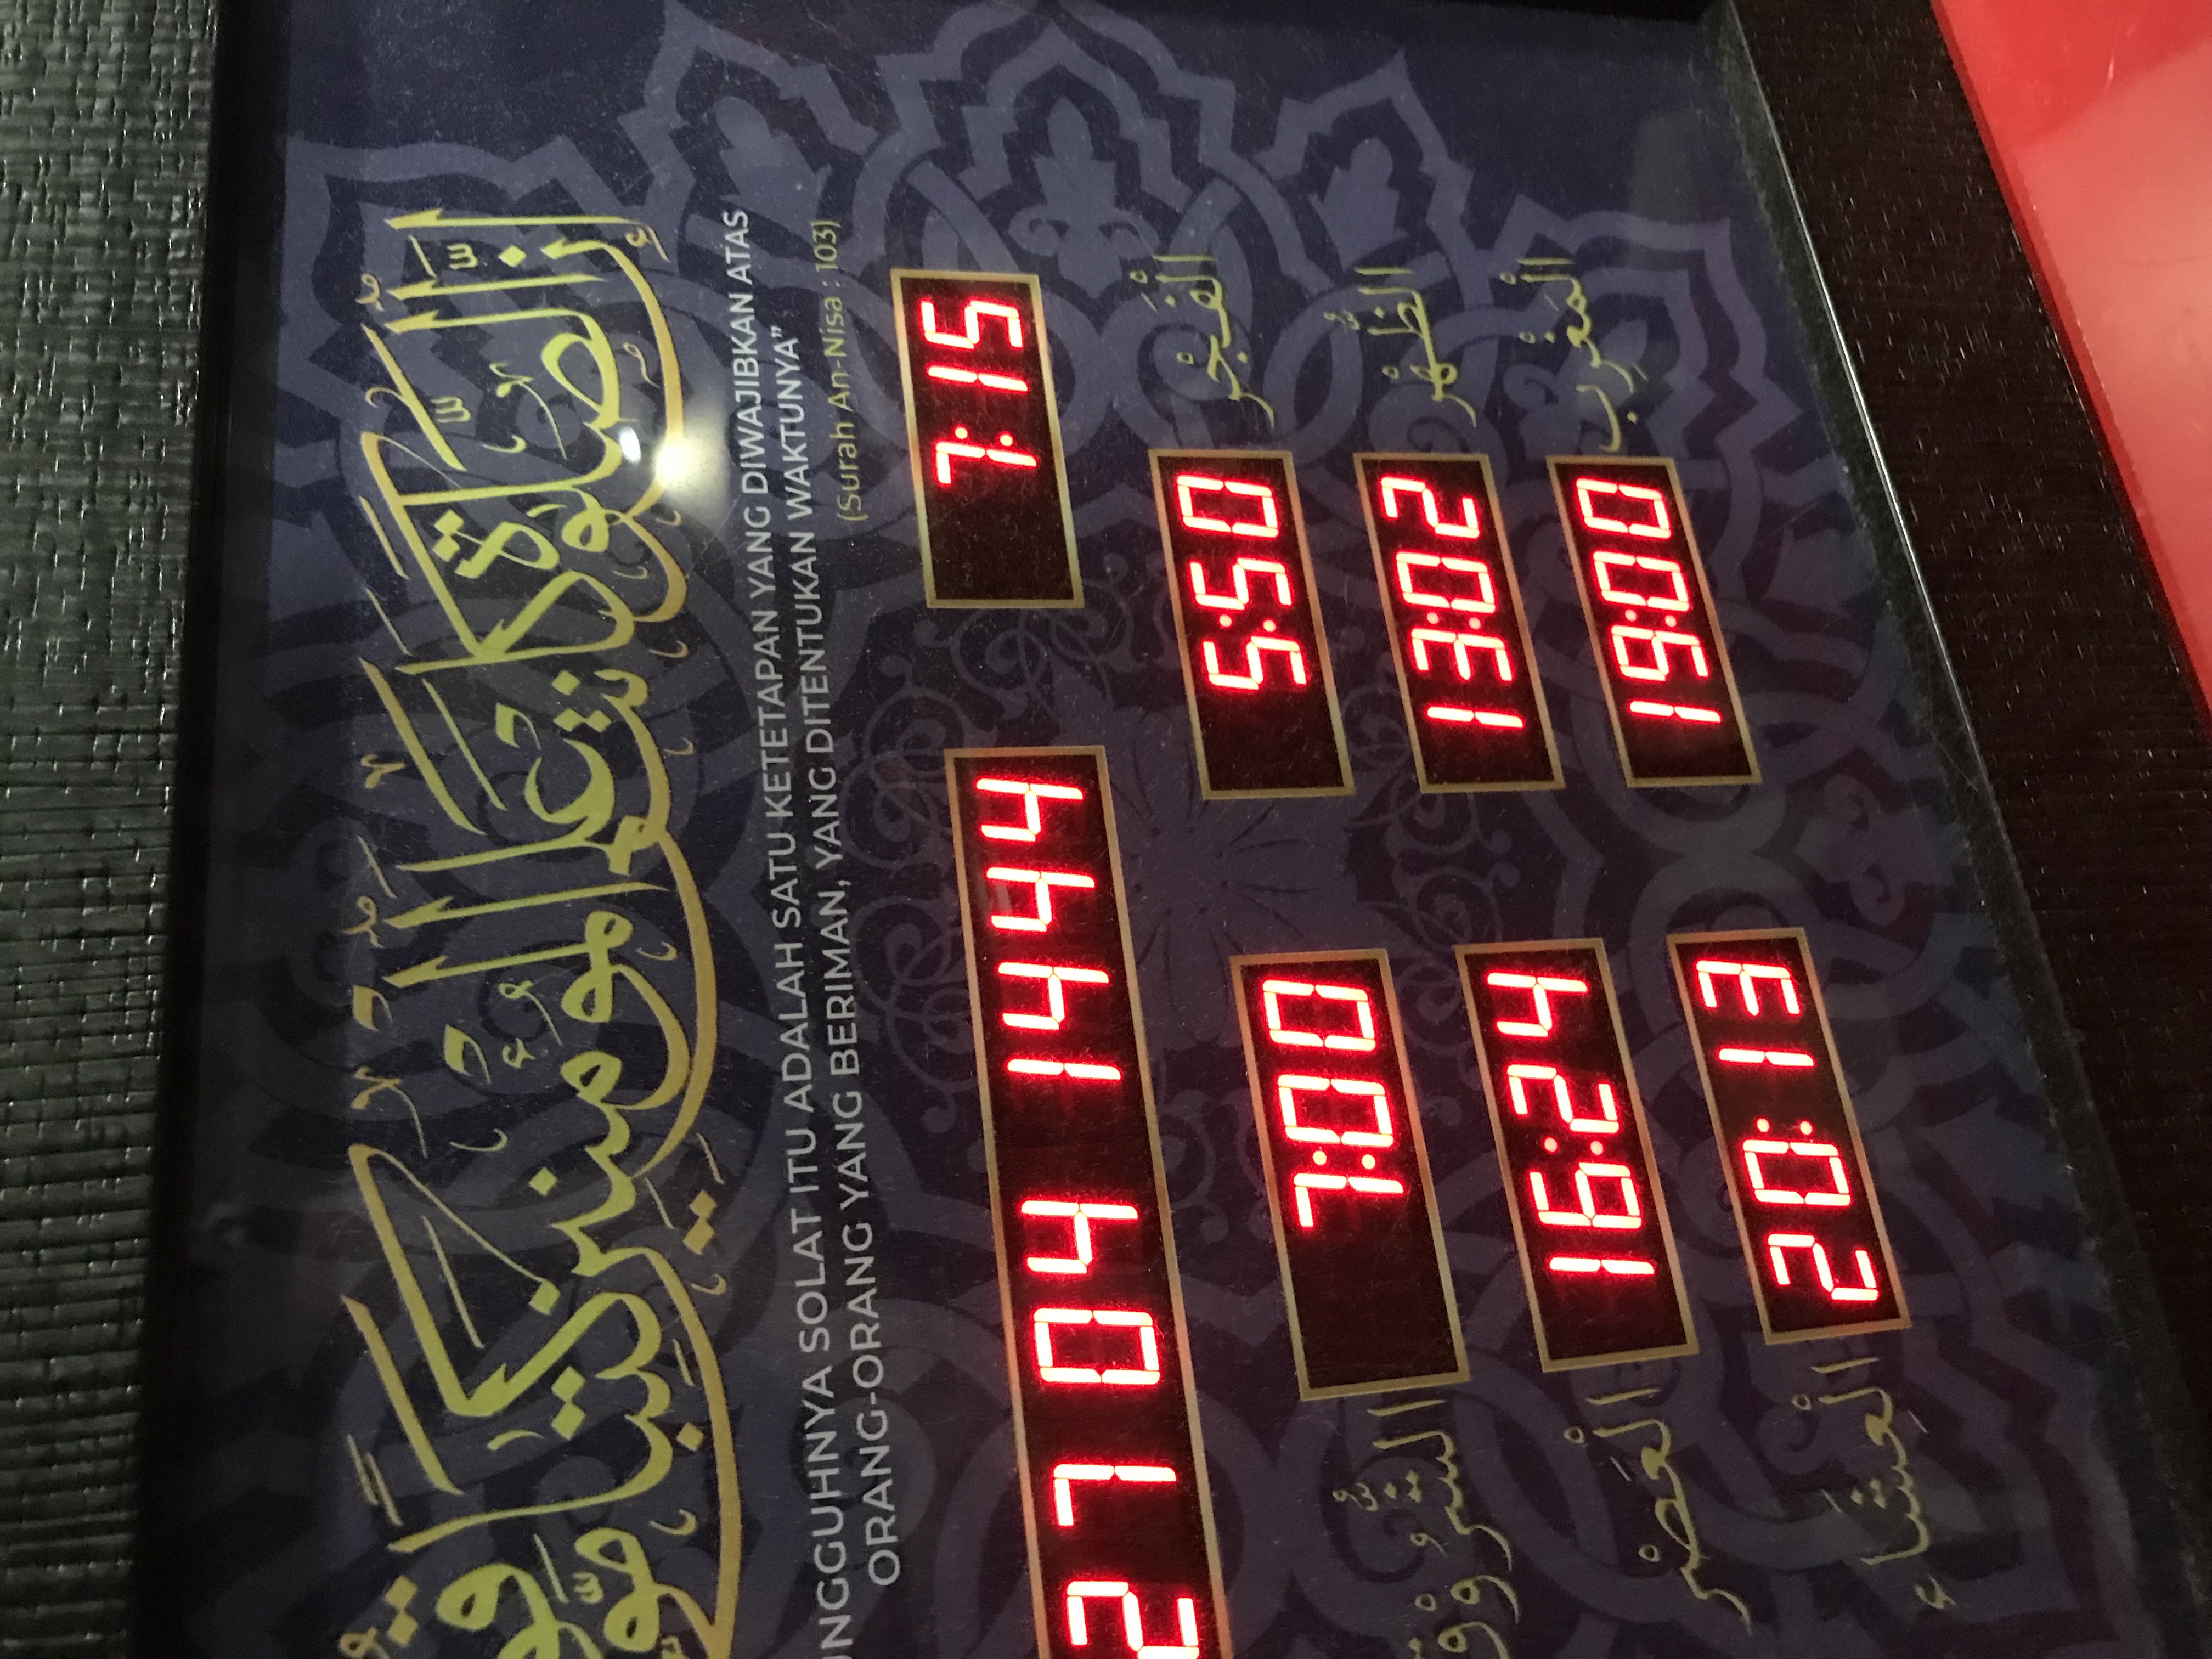 إِنَّ ٱلصَّلَوٰةَ كَانَتْ عَلَى ٱلْمُؤْمِنِينَ كِتَٰبًا
SOLAT ITU ADALAH SATU KETETAPAN YANG DIWAJIBKAN ATAS
ORANG-ORANG YANG BERIMAN, YANG DITENTUKAN WAKTUNYA”
(Surah An-Nisa : 103)
27 04 1444 7:15
الْفَجْر 5:50
الشُّرُوْق 7:00
الظُّهْر 13:02
الْعَصْر 16:24
الْمَغْرِب 19:00
الْعِشَاء 20:13